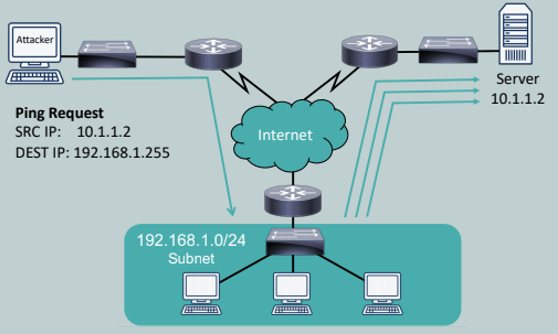 Attacker
Server
10.1.1.2
Ping Request
SRC IP: 10.1.1.2
DEST IP: 192.168.1.255
Internet
192.168.1.0/24
Subnet